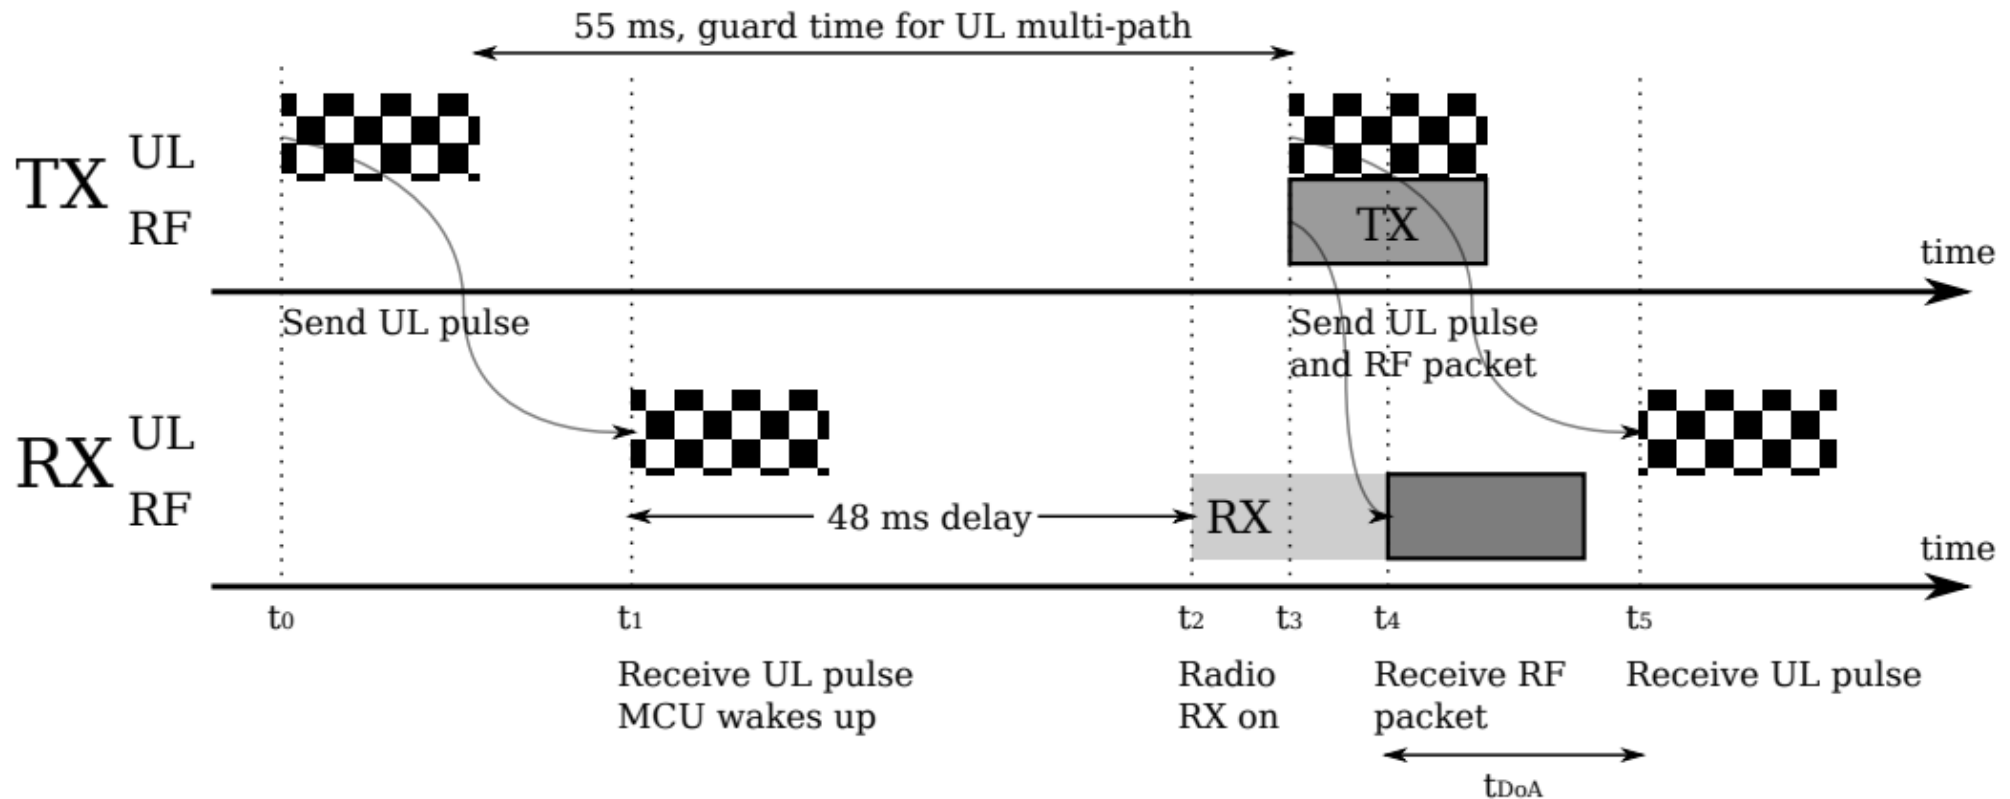 55 ms, guard time for UL multi-path
TX
UL
RF
TX
time
Send UL pulse
Send UL pulse
and RF packet
RX
UL
RF
48 ms delay
RX
time
t0
t1
t2
t3
t4
t5
Receive UL pulse
MCU wakes up
Radio
RX on
Receive RF
packet
Receive UL pulse
tDoA